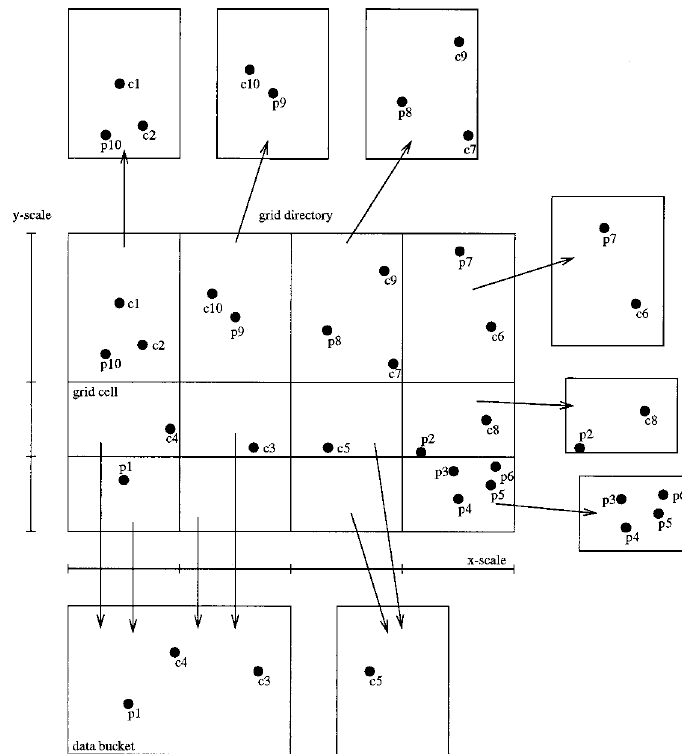 c1
c2
p10
c10
p9
c9
p8
c7
y-scale
grid directory
p7
c6
c1
c2
p10
c10
p9
c9
p8
c7
p7
c6
grid cell
c4
c3
c5
p2
c8
p2
c8
p1
p3
p6
p5
p4
p3
p6
p5
p4
x-scale
c4
c3
p1
data bucket
c5